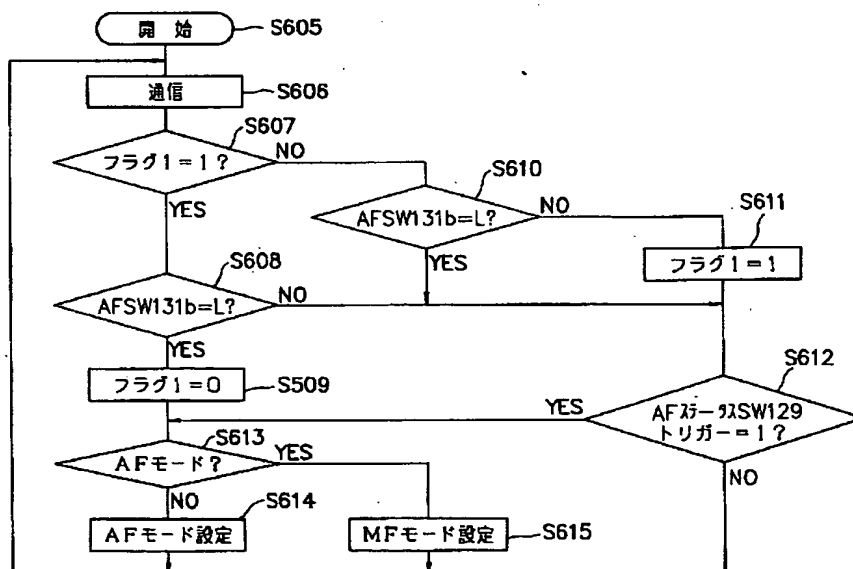 開始
S605
通信
S606
S607
フラグ1=1?
NO
YES
S610
AFSW131b=L?
NO
YES
S611
フラグ1=1
S608
AFSW131b=L?
NO
YES
フラグ1=0
S509
S612
AFステータスSW129
トリガー=1?
YES
NO
S613
AFモード?
YES
NO
S614
AFモード設定
MFモード設定
S615